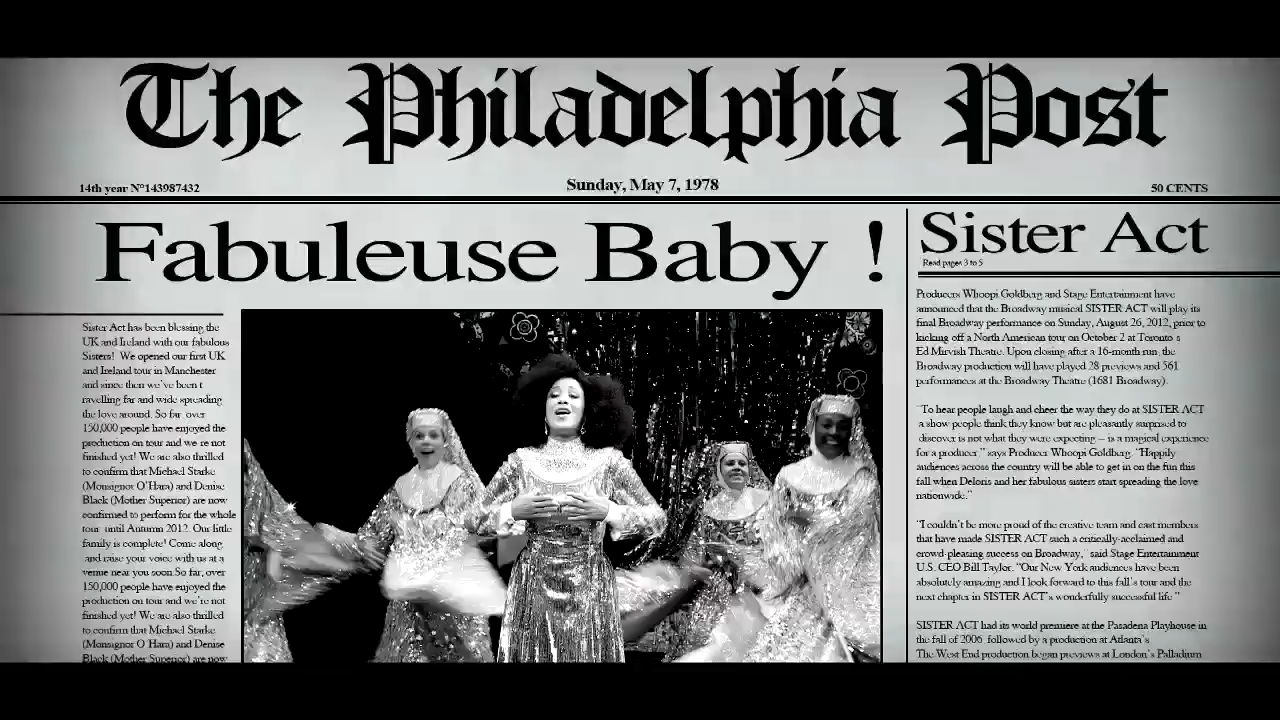 The Philadelphia Post
14th year N°143987432
Sunday, May 7, 1978
50 CENTS
Fabuleuse Baby !
Sister Act has been blessing the
UK and Ireland with our fabulous
Sisters! We opened our first UK
and Ireland tour in Manchester
and since then we've been t
ravelling far and wide spreading
the love around. So far over
150,000 people have enjoyed the
production on tour and we're not
finished yet! We are also thrilled
to confirm that Michael Starke
(Monsignor O'Hara) and Denise
Black (Mother Superior) are now
confirmed to perform for the whole
tour until Autumn 2012. Our little
family is complete! Come along
and raise your voice with us at a
venue near you soon.So far, over
150,000 people have enjoyed the
production on tour and we're not
finished yet! We are also thrilled
to confirm that Michael Starke
(Monsignor O'Hara) and Denise
Black (Mother Superior) are now
Sister Act
Read pages 3 to 5
Producers Whoopi Goldberg and Stage Entertainment have
announced that the Broadway musical SISTER ACT will play its
final Broadway performance on Sunday, August 26, 2012, prior to
kicking off a North American tour on October 2 at Toronto's
Ed Mirvish Theatre. Upon closing after a 16-month run, the
Broadway production will have played 28 previews and 561
performances at the Broadway Theatre (1681 Broadway).
"To hear people laugh and cheer the way they do at SISTER ACT
a show people think they know but are pleasantly surprised to
discover is not what they were expecting – is a magical experience
for a producer," says Producer Whoopi Goldberg. "Happily
audiences across the country will be able to get in on the fun this
fall when Deloris and her fabulous sisters start spreading the love
nationwide."
"I couldn't be more proud of the creative team and cast members
that have made SISTER ACT such a critically-acclaimed and
crowd-pleasing success on Broadway," said Stage Entertainment
U.S. CEO Bill Taylor. "Our New York audiences have been
absolutely amazing and I look forward to this fall's tour and the
next chapter in SISTER ACT's wonderfully successful life."
SISTER ACT had its world premiere at the Pasadena Playhouse in
the fall of 2006 followed by a production at Atlanta's
The West End production began previews at London's Palladium